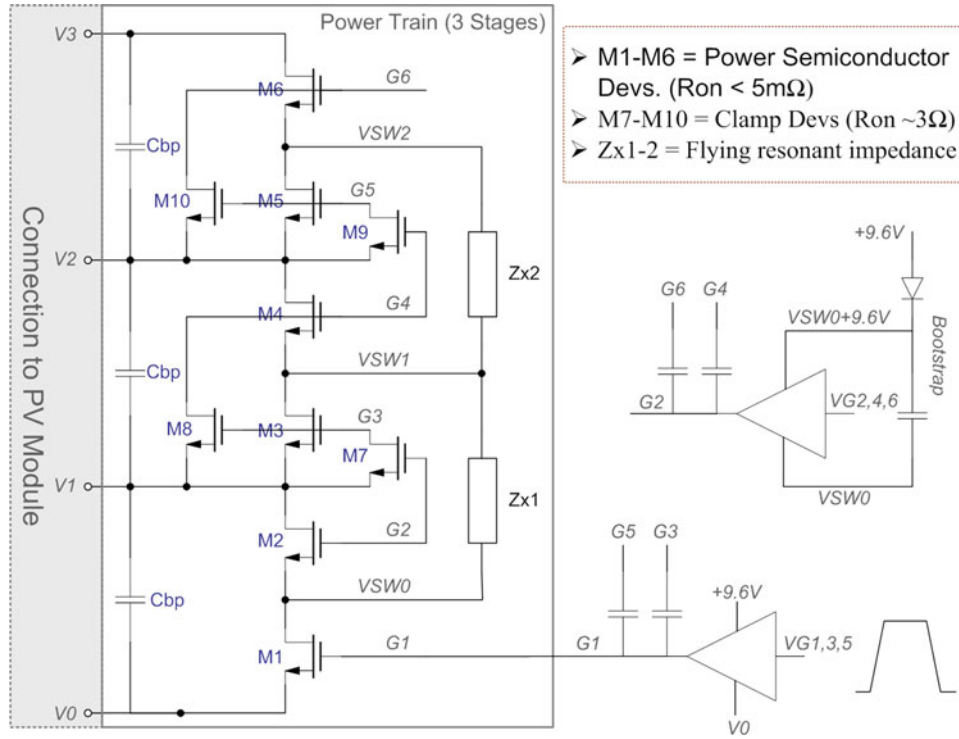 Power Train (3 Stages)
Connection to PV Module
V3
V2
V1
V0
Cbp
Cbp
Cbp
M6
G6
VSW2
M10
M5
G5
M9
Zx2
M4
G4
VSW1
M8
M3
G3
M7
Zx1
M2
G2
VSW0
M1
G1
➢ M1-M6 = Power Semiconductor
Devs. (Ron < 5mΩ)
➢ M7-M10 = Clamp Devs (Ron ~3Ω)
➢ Zx1-2 = Flying resonant impedance
+9.6V
G6
G4
VSW0+9.6V
Bootstrap
G2
VG2,4,6
VSW0
G5
G3
+9.6V
G1
VG1,3,5
V0